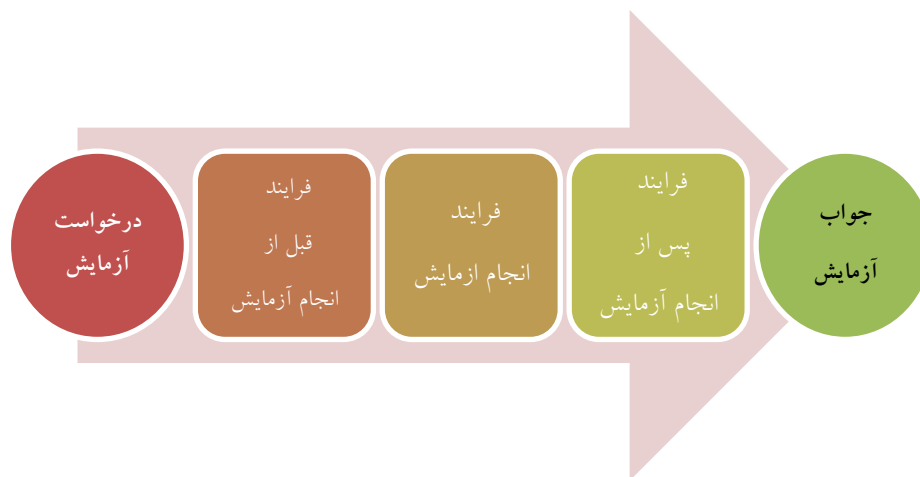 درخواست
آزمایش
فرایند
قبل از
انجام آزمایش
فرایند
انجام ازمایش
فرایند
پس از
انجام آزمایش
جواب
آزمایش